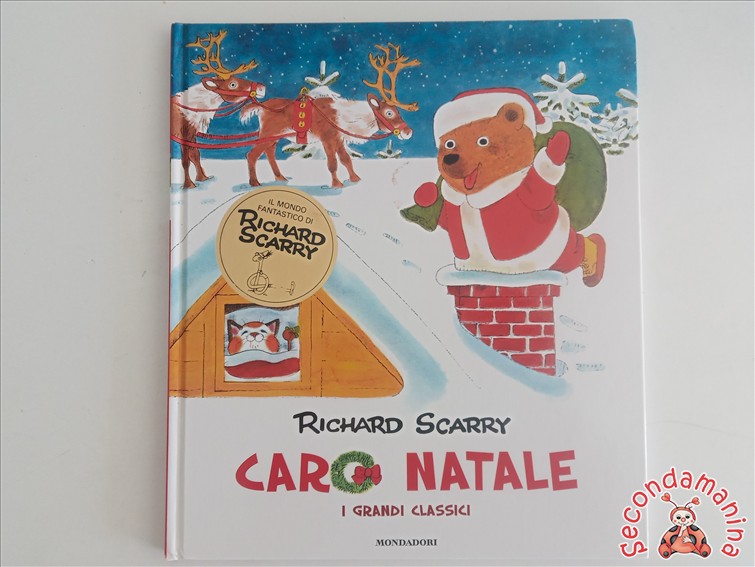 IL MONDO
FANTASTICO DI
RICHARD
SCARRY
RICHARD SCARRY
CARO NATALE
I GRANDI CLASSICI
MONDADORI
Secondamanina